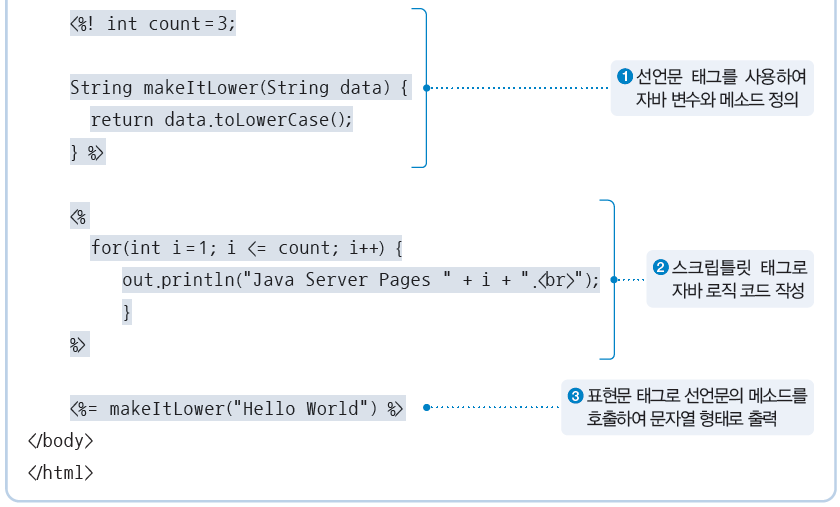 <%! int count=3;
String makeItLower(String data) {
return data.toLowerCase();
} %>
❶ 선언문 태그를 사용하여
자바 변수와 메소드 정의
<%
for(int i=1; i <= count; i++) {
out.println("Java Server Pages " + i + ".<br>");
}
%>
❷ 스크립틀릿 태그로
자바 로직 코드 작성
<%= makeItLower("Hello World") %>
❸ 표현문 태그로 선언문의 메소드를
호출하여 문자열 형태로 출력
</body>
</html>